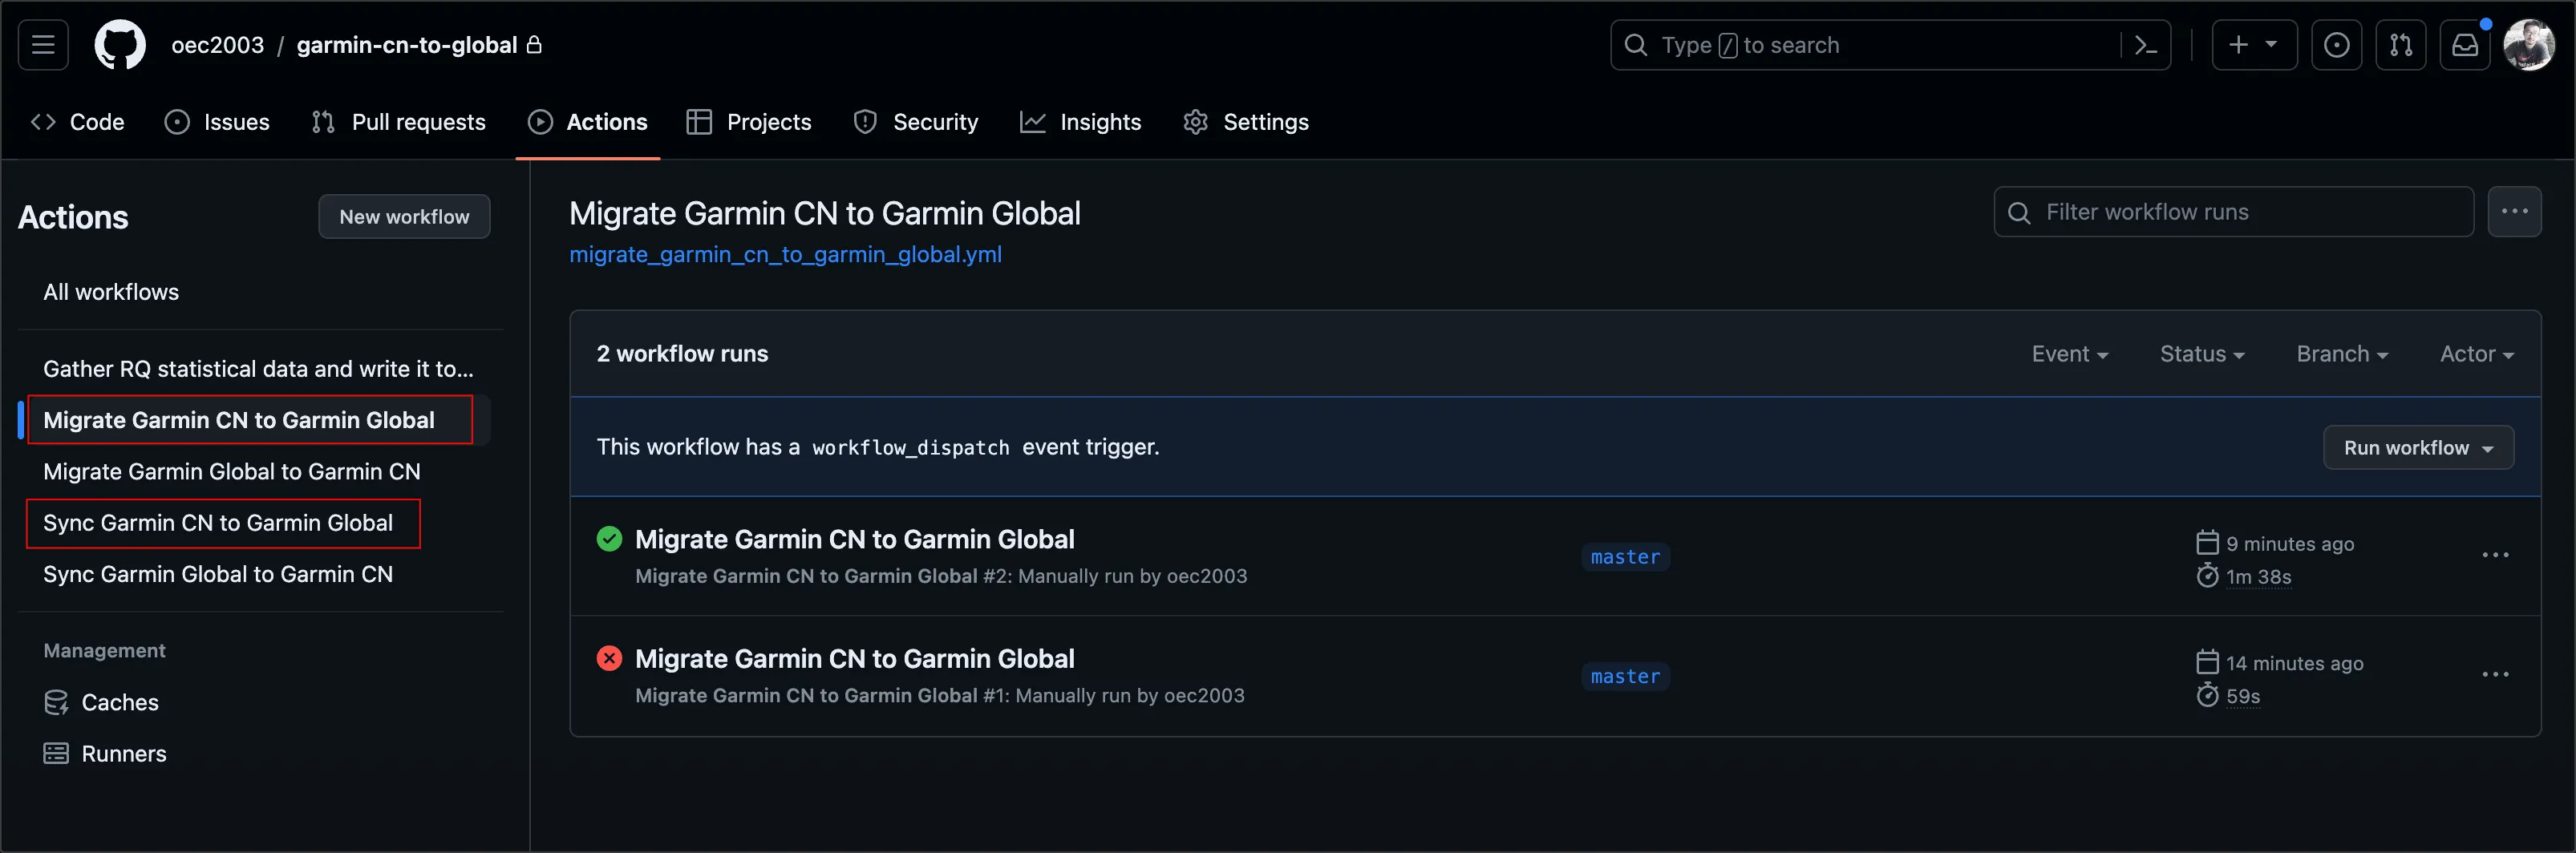 oec2003 / garmin-cn-to-global
Type / to search
Code Issues Pull requests Actions Projects Security Insights Settings
Actions
New workflow
All workflows
Gather RQ statistical data and write it to...
Migrate Garmin CN to Garmin Global
Migrate Garmin Global to Garmin CN
Sync Garmin CN to Garmin Global
Sync Garmin Global to Garmin CN
Management
Caches
Runners
Migrate Garmin CN to Garmin Global
migrate_garmin_cn_to_garmin_global.yml
Filter workflow runs
2 workflow runs
Event Status Branch Actor
This workflow has a workflow_dispatch event trigger.
Run workflow
Migrate Garmin CN to Garmin Global
Migrate Garmin CN to Garmin Global #2: Manually run by oec2003
master
9 minutes ago
1m 38s
Migrate Garmin CN to Garmin Global
Migrate Garmin CN to Garmin Global #1: Manually run by oec2003
master
14 minutes ago
59s